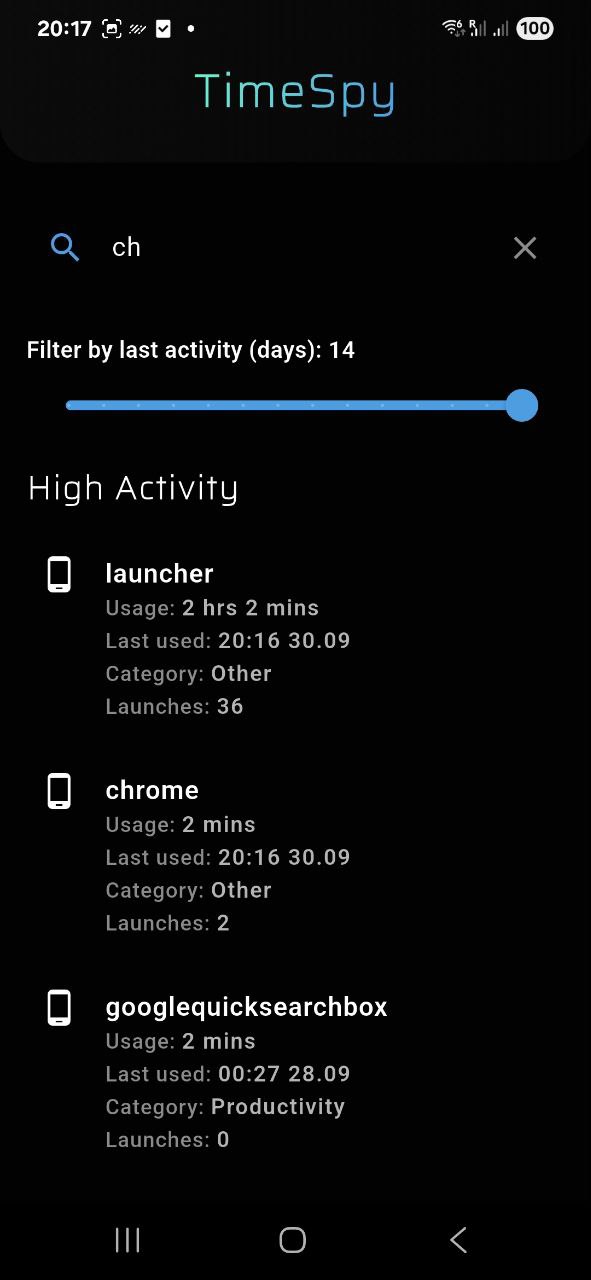 20:17
R
100
TimeSpy
ch
Filter by last activity (days): 14
High Activity
launcher
Usage: 2 hrs 2 mins
Last used: 20:16 30.09
Category: Other
Launches: 36
chrome
Usage: 2 mins
Last used: 20:16 30.09
Category: Other
Launches: 2
googlequicksearchbox
Usage: 2 mins
Last used: 00:27 28.09
Category: Productivity
Launches: 0